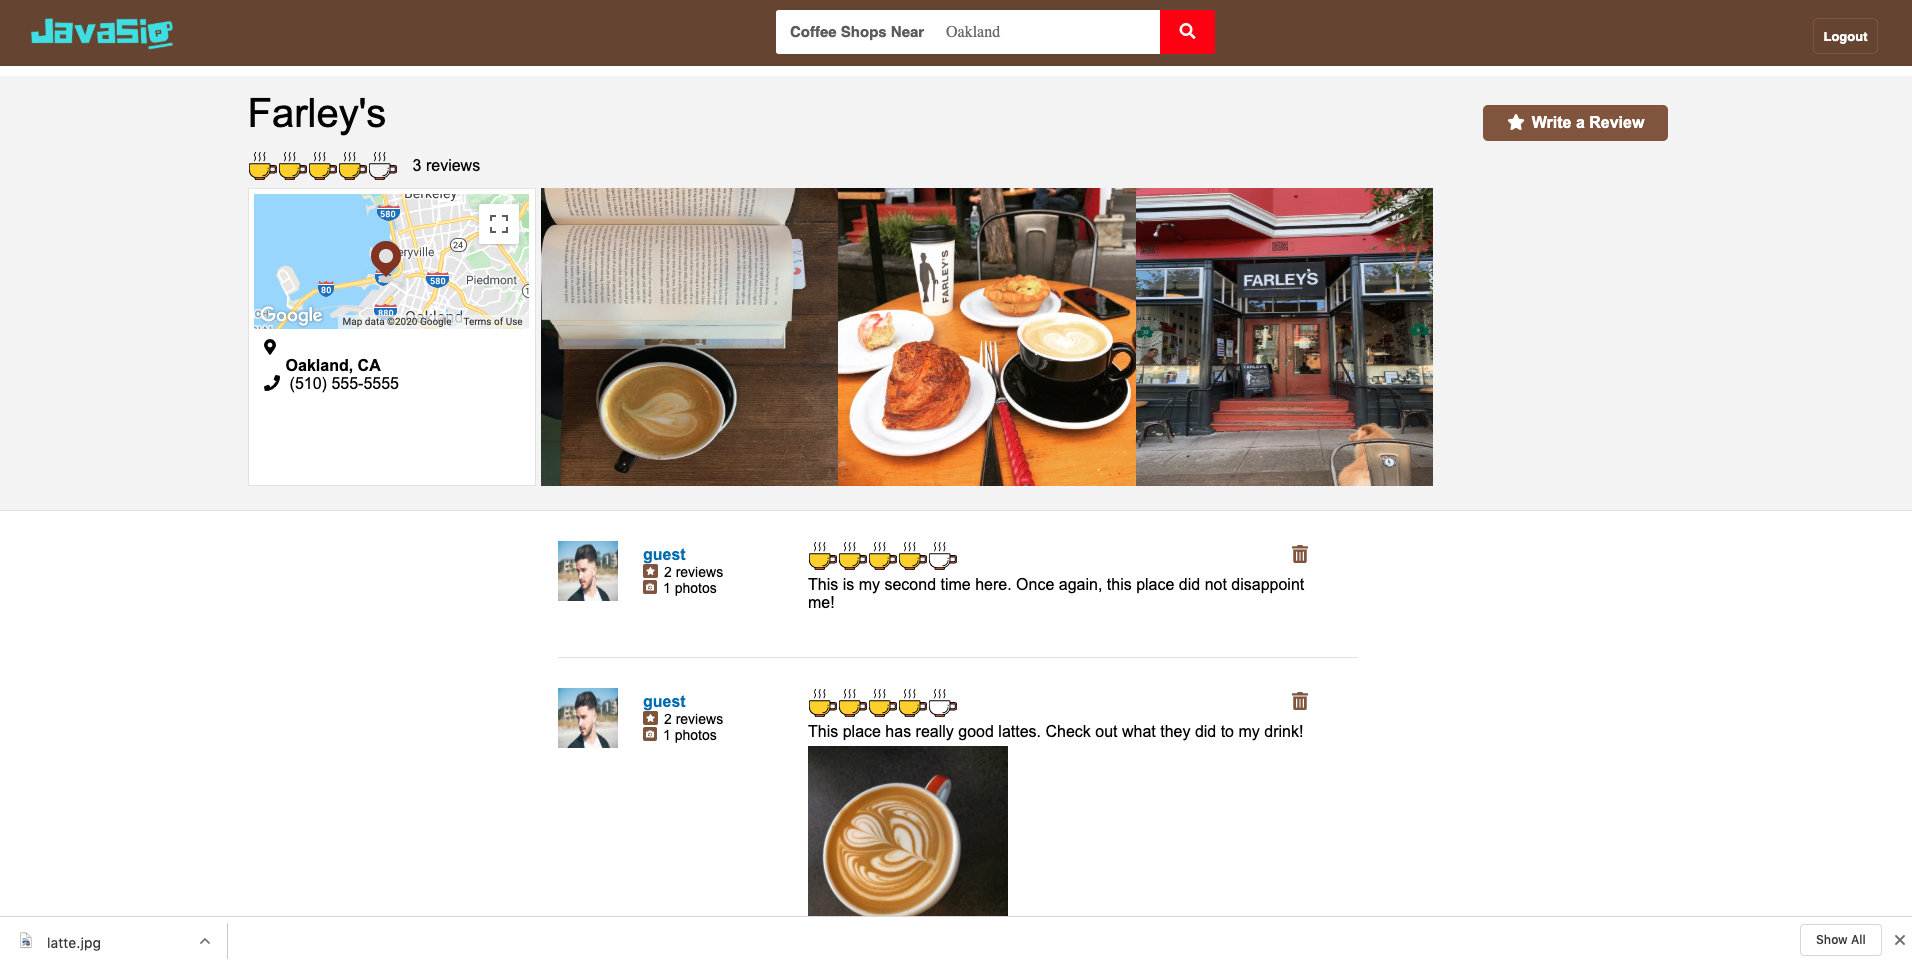 JavaSip
Coffee Shops Near Oakland
Logout
Farley's
Write a Review
3 reviews
Berkeley
580
24
eryville
580
Piedmont
80
880
Oakland
Google
Map data ©2020 Google
Terms of Use
Oakland, CA
(510) 555-5555
FARLEY'S
FARLEY'S
guest
2 reviews
1 photos
This is my second time here. Once again, this place did not disappoint
me!
guest
2 reviews
1 photos
This place has really good lattes. Check out what they did to my drink!
latte.jpg
Show All